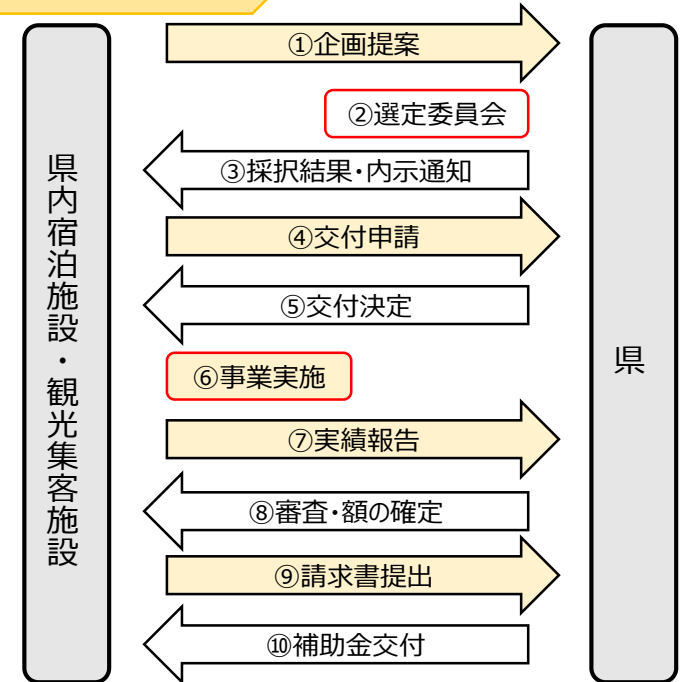 県内宿泊施設・観光集客施設
①企画提案
②選定委員会
③採択結果・内示通知
④交付申請
⑤交付決定
⑥事業実施
⑦実績報告
⑧審査・額の確定
⑨請求書提出
⑩補助金交付
県